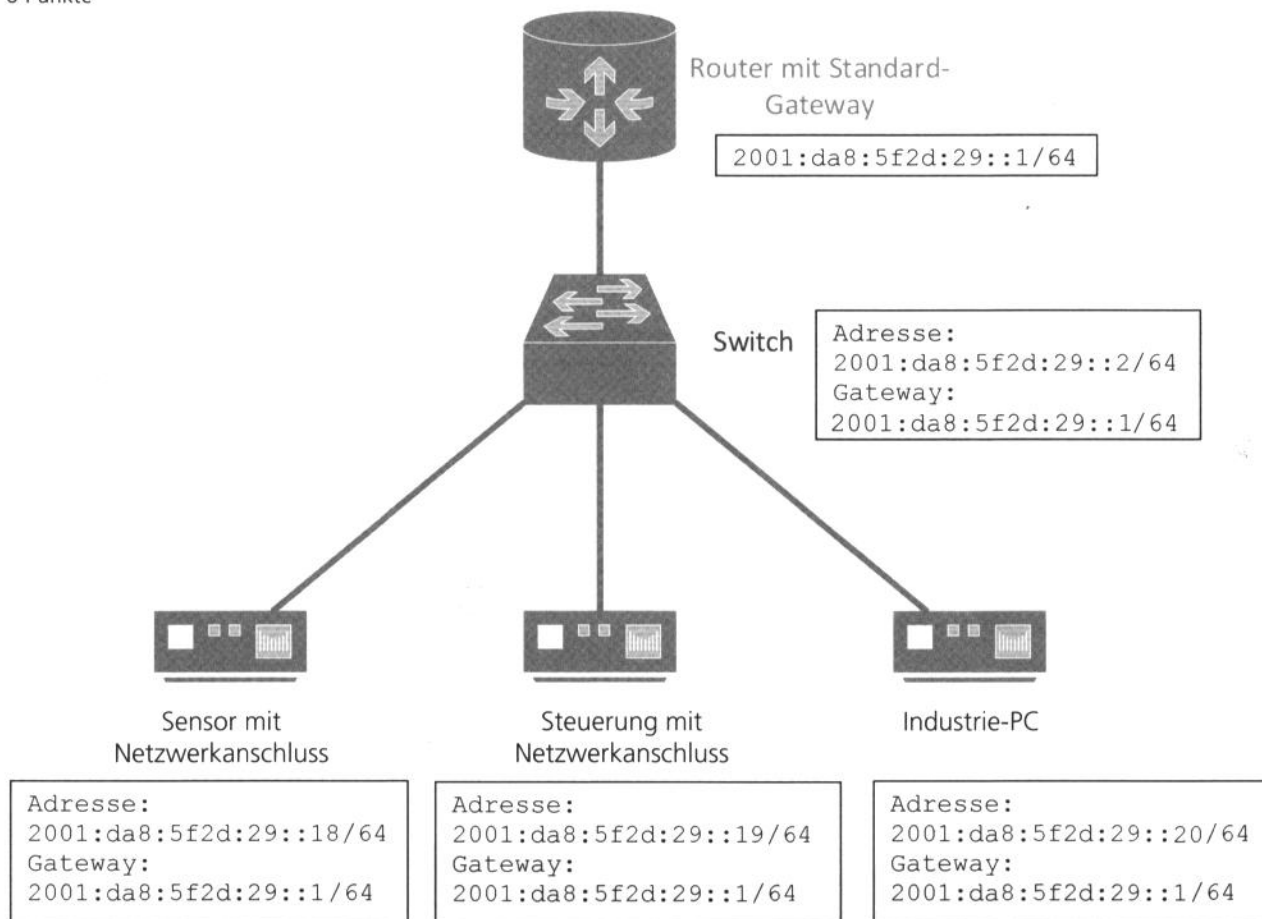 Router mit Standard-
Gateway
2001:da8:5f2d:29::1/64
Switch
Adresse:
2001:da8:5f2d:29::2/64
Gateway:
2001:da8:5f2d:29::1/64
Sensor mit
Netzwerkanschluss
Adresse:
2001:da8:5f2d:29::18/64
Gateway:
2001:da8:5f2d:29::1/64
Steuerung mit
Netzwerkanschluss
Adresse:
2001:da8:5f2d:29::19/64
Gateway:
2001:da8:5f2d:29::1/64
Industrie-PC
Adresse:
2001:da8:5f2d:29::20/64
Gateway:
2001:da8:5f2d:29::1/64